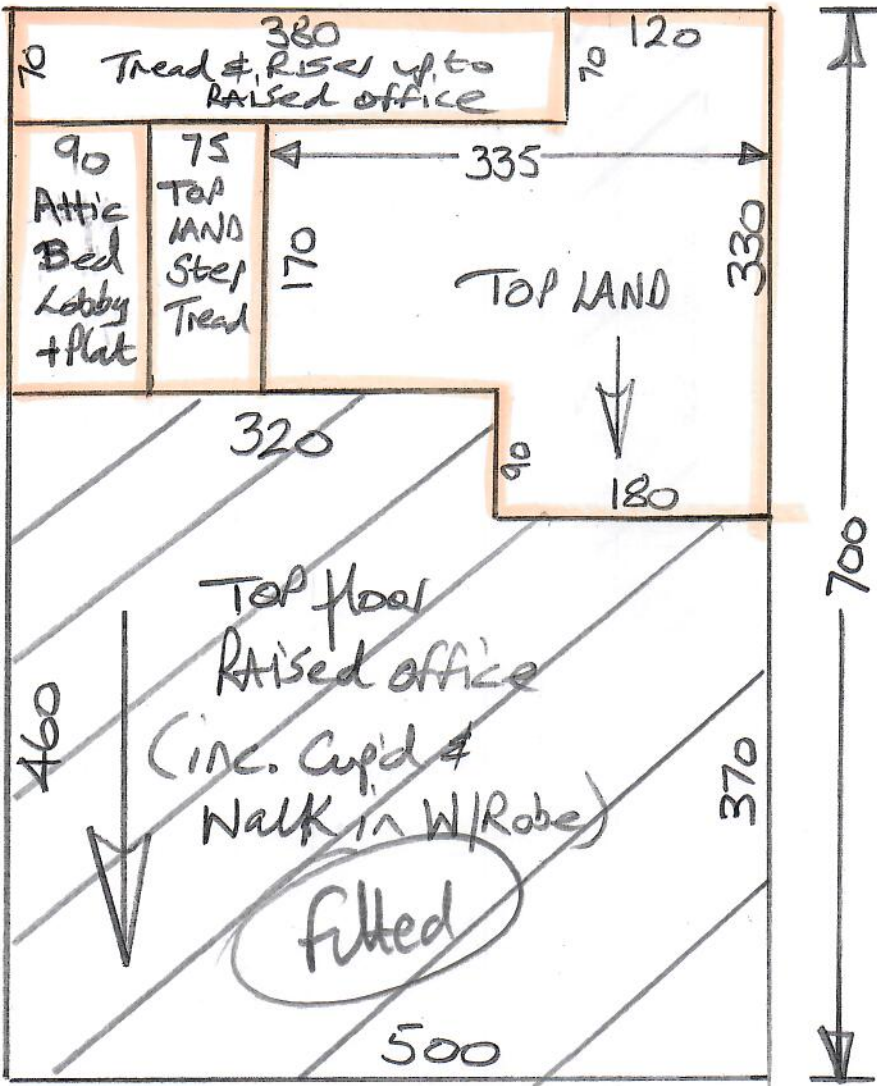 380
120
70
Tread & Riser up to
RAISED office
70
90
Attic
Bed
Lobby
+ Plat
75
TOP
LAND
Step
Tread
335
170
330
TOP LAND
320
90
180
700
TOP floor
RAISED office
(inc. Cup'd &
Walk in W/Robe)
460
370
fitted
500